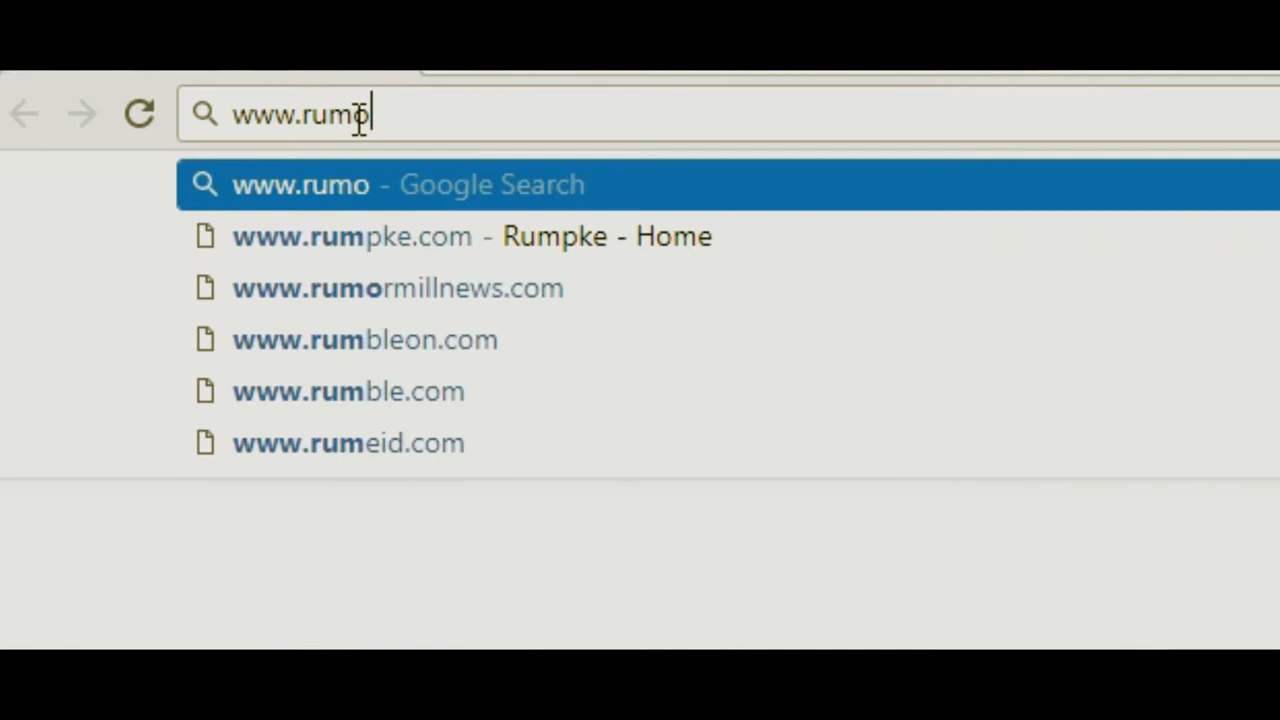 www.rumo
www.rumo - Google Search
www.rumpke.com - Rumpke - Home
www.rumormillnews.com
www.rumbleon.com
www.rumble.com
www.rumeid.com